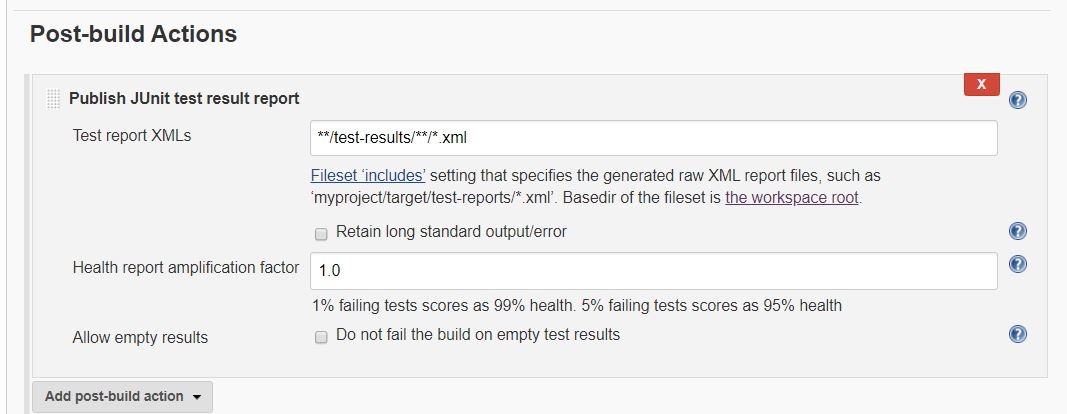 Post-build Actions
X
Publish JUnit test result report
?
Test report XMLs
**/test-results/**/*.xml
Fileset ‘includes’ setting that specifies the generated raw XML report files, such as
‘myproject/target/test-reports/*.xml’. Basedir of the fileset is the workspace root.
Retain long standard output/error
?
Health report amplification factor
1.0
?
1% failing tests scores as 99% health. 5% failing tests scores as 95% health
Allow empty results
Do not fail the build on empty test results
?
Add post-build action